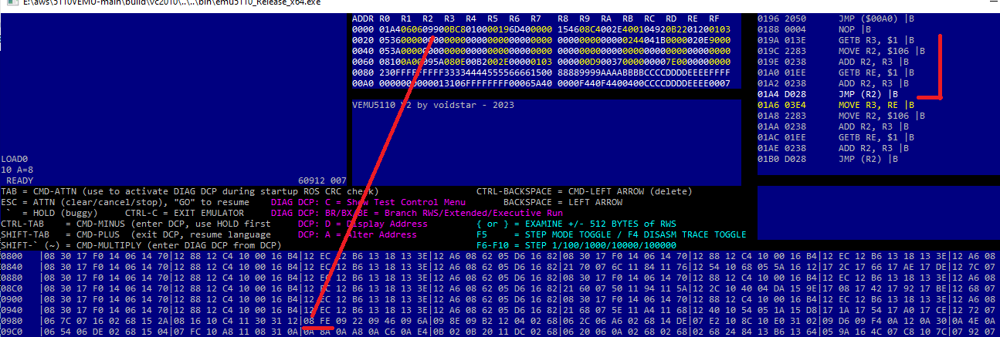 E:\aws\5110VEMU-main\build\vc2010\..\..\bin\emu5110_Release_x64.exe
ADDR R0 R1 R2 R3 R4 R5 R6 R7 R8 R9 RA RB RC RD RE RF
0000 01A4060609900BC8010000196D400000 154608C4002E400104920B2201200103
0020 05360000000000000000000000000000 0000000000000244041B0000020E9000
0040 053A0000000000000000000000000000 00000000000000000000000000000000
0060 08100A00095A080E00B2002E00000103 000000D90037000000007E0000000000
0080 230FFFFFFFFF33334444555566661500 88889999AAAABBBBCCCCDDDDEEEEFFFF
00A0 0000000000013106FFFFFFFF00065A40 0000F440F4400400CCCCDDDDEEEE0007
VEMU5110 V2 by voidstar - 2023
0196 2050 JMP ($00A0) |B
0188 0004 NOP |B
019A 013E GETB R3, $1 |B
019C 2283 MOVE R2, $106 |B
019E 0238 ADD R2, R3 |B
01A0 01EE GETB RE, $1 |B
01A2 0238 ADD R2, R3 |B
01A4 D028 JMP (R2) |B
01A6 03E4 MOVE R3, RE |B
01A8 2283 MOVE R2, $106 |B
01AA 0238 ADD R2, R3 |B
01AC 01EE GETB RE, $1 |B
01AE 0238 ADD R2, R3 |B
01B0 D028 JMP (R2) |B
LOAD0
10 A=8
READY 60912 007
TAB = CMD-ATTN (use to activate DIAG DCP during startup ROS CRC check) CTRL-BACKSPACE = CMD-LEFT ARROW (delete)
ESC = ATTN (clear/cancel/stop), "GO" to resume DIAG DCP: C = Show Test Control Menu BACKSPACE = LEFT ARROW
` = HOLD (buggy) CTRL-C = EXIT EMULATOR DIAG DCP: BR/BX/BE = Branch RWS/Extended/Executive Run
CTRL-TAB = CMD-MINUS (enter DCP, use HOLD first DCP: D = Display Address { or } = EXAMINE +/- 512 BYTES of RWS
SHIFT-TAB = CMD-PLUS (exit DCP, resume language DCP: A = Alter Address F5 = STEP MODE TOGGLE / F4 DISASM TRACE TOGGLE
SHIFT-` (~) = CMD-MULTIPLY (enter DIAG DCP from DCP) F6-F10 = STEP 1/100/1000/10000/100000
0800 |08 30 17 F0 14 06 14 70|12 88 12 C4 10 00 16 B4|12 EC 12 B6 13 18 13 3E|12 A6 08 62 05 D6 16 82|08 30 17 F0 14 06 14 70|12 88 12 C4 10 00 16 B4|12 EC 12 B6 13 18 13 3E|12 A6 08
0840 |08 30 17 F0 14 06 14 70|12 88 12 C4 10 00 16 B4|12 EC 12 B6 13 18 13 3E|12 A6 08 62 05 D6 16 82|21 70 07 6C 11 84 11 76|12 54 10 68 05 5A 16 12|17 2C 17 66 17 AE 17 DE|12 7C 07
0880 |08 30 17 F0 14 06 14 70|12 88 12 C4 10 00 16 B4|12 EC 12 B6 13 18 13 3E|12 A6 08 62 05 D6 16 82|08 30 17 F0 14 06 14 70|12 88 12 C4 10 00 16 B4|12 EC 12 B6 13 18 13 3E|12 A6 08
08C0 |08 30 17 F0 14 06 14 70|12 88 12 C4 10 00 16 B4|12 EC 12 B6 13 18 13 3E|12 A6 08 62 05 D6 16 82|21 60 07 50 11 94 11 5A|12 2C 10 40 04 DA 15 9E|17 08 17 42 17 92 17 BE|12 68 07
0900 |08 30 17 F0 14 06 14 70|12 88 12 C4 10 00 16 B4|12 EC 12 B6 13 18 13 3E|12 A6 08 62 05 D6 16 82|08 30 17 F0 14 06 14 70|12 88 12 C4 10 00 16 B4|12 EC 12 B6 13 18 13 3E|12 A6 08
0940 |08 30 17 F0 14 06 14 70|12 88 12 C4 10 00 16 B4|12 EC 12 B6 13 18 13 3E|12 A6 08 62 05 D6 16 82|21 68 07 5E 11 A4 11 68|12 40 10 54 05 1A 15 D8|17 1A 17 54 17 A0 17 CE|12 72 07
0980 |06 7C 07 16 02 68 15 2A|08 16 10 C4 11 30 31 12|08 FE 09 22 09 46 09 6A|09 8E 09 B2 12 04 02 68|06 2C 06 A6 02 68 14 DE|07 E2 10 8C 10 E0 31 02|09 D6 09 F4 0A 12 0A 30|0A 4E 0A
09C0 |06 54 06 DE 02 68 15 04|07 FC 10 A8 11 08 31 0A|0A 8A 0A A8 0A C6 0A E4|0B 02 0B 20 11 DC 02 68|06 20 06 0A 02 68 02 68|02 68 24 84 13 B6 13 64|09 5A 16 4C 07 C8 10 7C|07 92 07